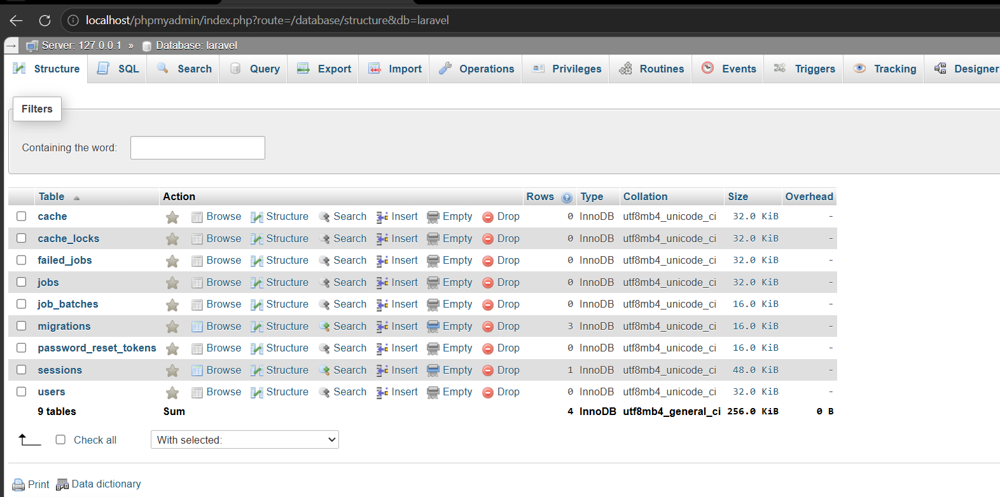 localhost/phpmyadmin/index.php?route=/database/structure&db=laravel
Server: 127.0.0.1 » Database: laravel
Structure SQL Search Query Export Import Operations Privileges Routines Events Triggers Tracking Designer
Filters
Containing the word:
Table Action Rows Type Collation Size Overhead
cache Browse Structure Search Insert Empty Drop 0 InnoDB utf8mb4_unicode_ci 32.0 KiB -
cache_locks Browse Structure Search Insert Empty Drop 0 InnoDB utf8mb4_unicode_ci 32.0 KiB -
failed_jobs Browse Structure Search Insert Empty Drop 0 InnoDB utf8mb4_unicode_ci 32.0 KiB -
jobs Browse Structure Search Insert Empty Drop 0 InnoDB utf8mb4_unicode_ci 32.0 KiB -
job_batches Browse Structure Search Insert Empty Drop 0 InnoDB utf8mb4_unicode_ci 16.0 KiB -
migrations Browse Structure Search Insert Empty Drop 3 InnoDB utf8mb4_unicode_ci 16.0 KiB -
password_reset_tokens Browse Structure Search Insert Empty Drop 0 InnoDB utf8mb4_unicode_ci 16.0 KiB -
sessions Browse Structure Search Insert Empty Drop 1 InnoDB utf8mb4_unicode_ci 48.0 KiB -
users Browse Structure Search Insert Empty Drop 0 InnoDB utf8mb4_unicode_ci 32.0 KiB -
9 tables Sum 4 InnoDB utf8mb4_general_ci 256.0 KiB 0 B
Check all With selected:
Print Data dictionary